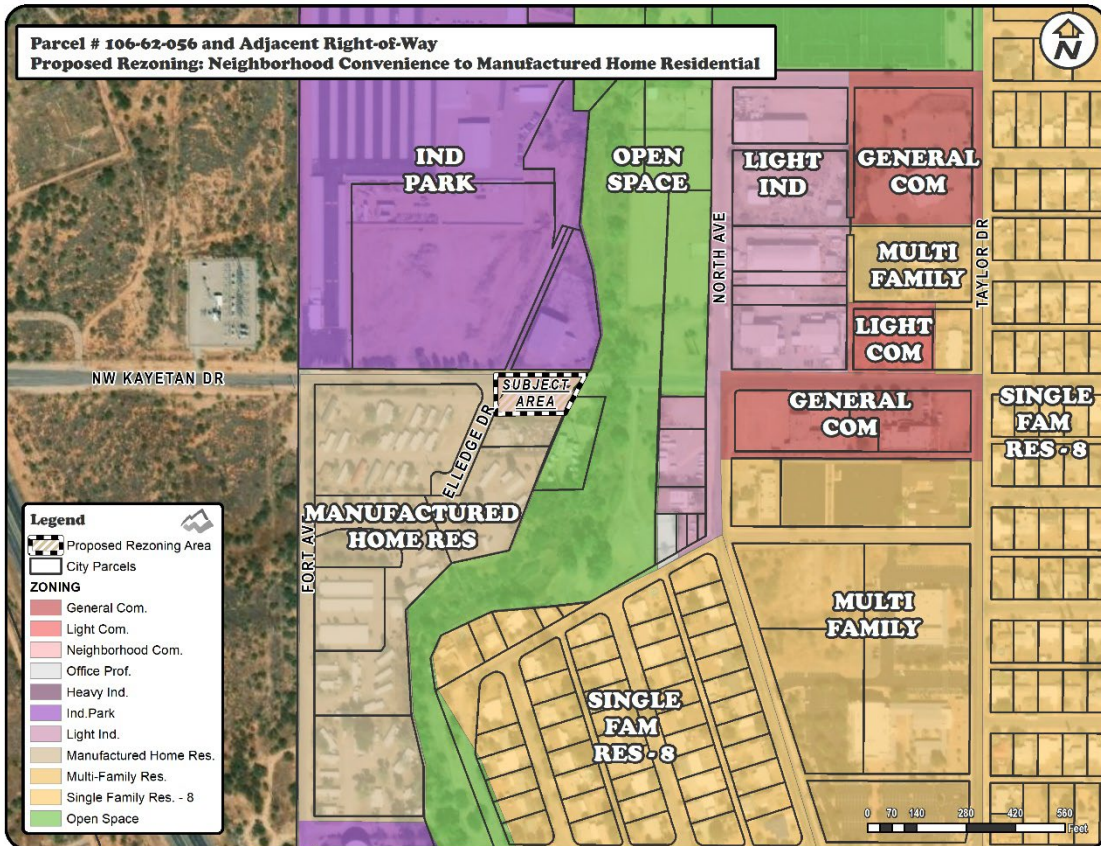 Parcel # 106-62-056 and Adjacent Right-of-Way
Proposed Rezoning: Neighborhood Convenience to Manufactured Home Residential
N
IND
PARK
OPEN
SPACE
LIGHT
IND
GENERAL
COM
NORTH AVE
TAYLOR DR
MULTI
FAMILY
LIGHT
COM
NW KAYETAN DR
SUBJECT
AREA
ELLEDGE DR
GENERAL
COM
SINGLE
FAM
RES - 8
MANUFACTURED
HOME RES
FORT AVE
MULTI
FAMILY
SINGLE
FAM
RES - 8
Legend
Proposed Rezoning Area
City Parcels
ZONING
General Com.
Light Com.
Neighborhood Com.
Office Prof.
Heavy Ind.
Ind.Park
Light Ind.
Manufactured Home Res.
Multi-Family Res.
Single Family Res. - 8
Open Space
0 70 140 280 420 560
Feet